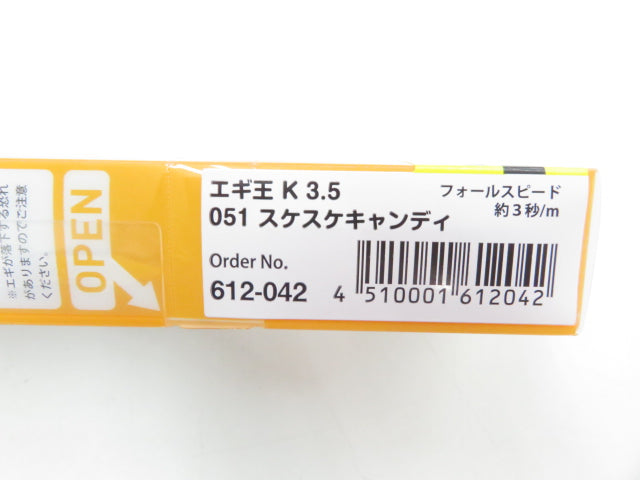 エギ王 K 3.5
フォールスピード
約3秒/m
051 スケスケキャンディ
Order No.
612-042
4 510001 612042
OPEN
※エギが落下する恐れ
がありますのでご注意
ください。